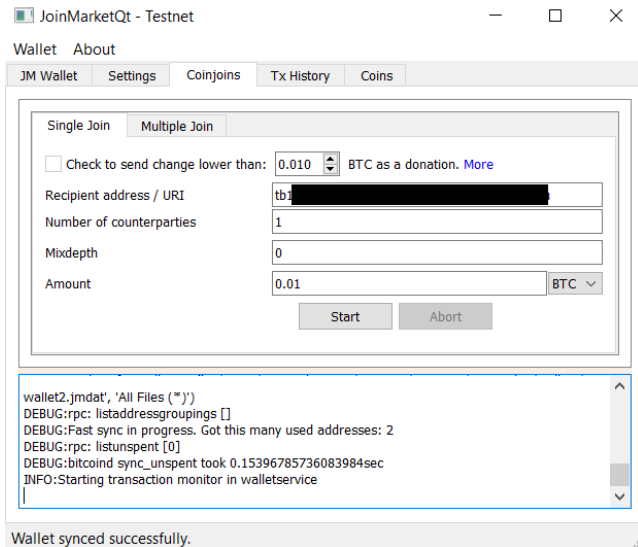 JoinMarketQt - Testnet
Wallet About
JM Wallet Settings Coinjoins Tx History Coins
Single Join Multiple Join
Check to send change lower than: 0.010 BTC as a donation. More
Recipient address / URI tb1
Number of counterparties 1
Mixdepth 0
Amount 0.01 BTC
Start Abort
wallet2.jmdat', 'All Files (*)')
DEBUG:rpc: listaddressgroupings []
DEBUG:Fast sync in progress. Got this many used addresses: 2
DEBUG:rpc: listunspent [0]
DEBUG:bitcoind sync_unspent took 0.15396785736083984sec
INFO:Starting transaction monitor in walletservice
Wallet synced successfully.